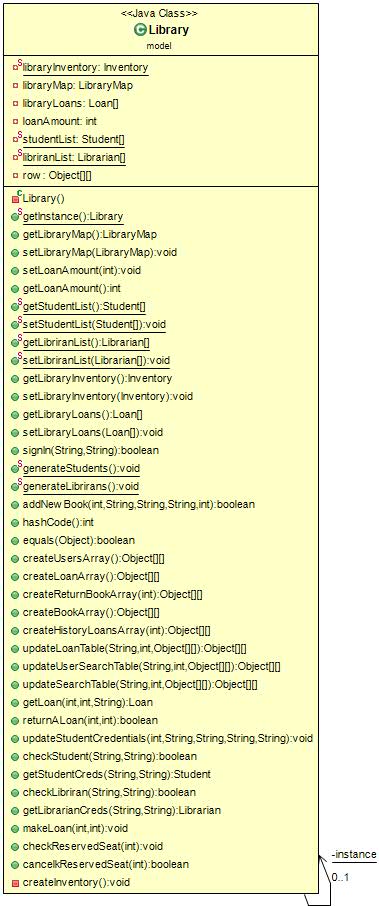 <<Java Class>>
Library
model
libraryInventory: Inventory
libraryMap: LibraryMap
libraryLoans: Loan[]
loanAmount: int
studentList: Student[]
libriranList: Librarian[]
row : Object[][]
Library()
getInstance():Library
getLibraryMap():LibraryMap
setLibraryMap(LibraryMap):void
setLoanAmount(int):void
getLoanAmount():int
getStudentList():Student[]
setStudentList(Student[]):void
getLibriranList():Librarian[]
setLibriranList(Librarian[]):void
getLibraryInventory():Inventory
setLibraryInventory(Inventory):void
getLibraryLoans():Loan[]
setLibraryLoans(Loan[]):void
signIn(String,String):boolean
generateStudents():void
generateLibrirans():void
addNew Book(int,String,String,String,int):boolean
hashCode():int
equals(Object):boolean
createUsersArray():Object[][]
createLoanArray():Object[][]
createReturnBookArray(int):Object[][]
createBookArray():Object[][]
createHistoryLoansArray(int):Object[][]
updateLoanTable(String,int,Object[][]):Object[][]
updateUserSearchTable(String,int,Object[][]):Object[][]
updateSearchTable(String,int,Object[][]):Object[][]
getLoan(int,int,String):Loan
returnALoan(int,int):boolean
updateStudentCredentials(int,String,String,String,String):void
checkStudent(String,String):boolean
getStudentCreds(String,String):Student
checkLibriran(String,String):boolean
getLibrarianCreds(String,String):Librarian
makeLoan(int,int):void
checkReservedSeat(int):void
cancelkReservedSeat(int):boolean
createInventory():void
-instance
0..1